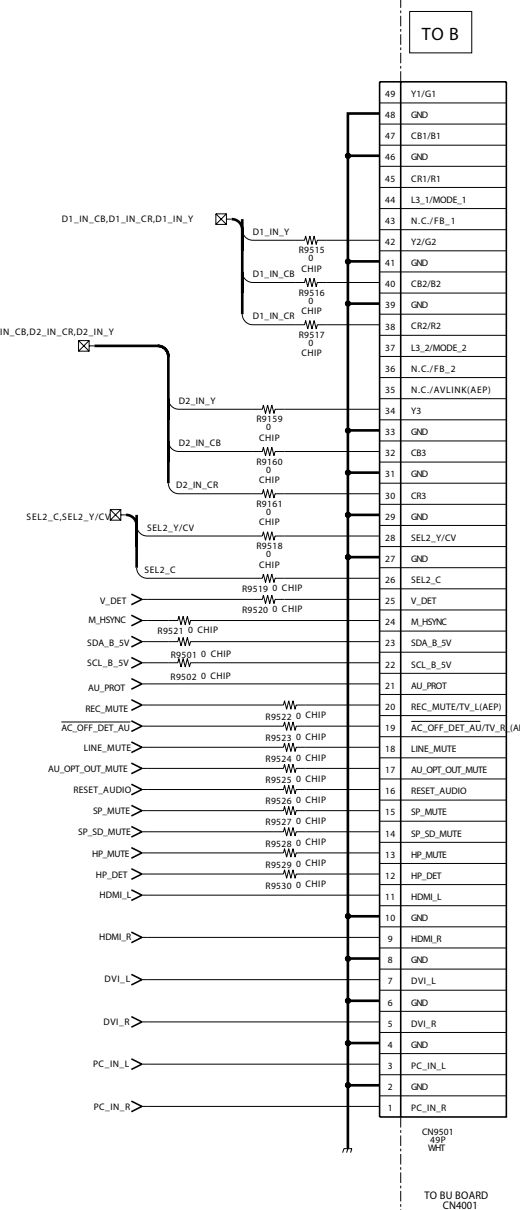 TO B
49 Y1/G1
48 GND
47 CB1/B1
46 GND
45 CR1/R1
44 L3_1/MODE_1
D1_IN_CB,D1_IN_CR,D1_IN_Y
43 N.C./FB_1
D1_IN_Y
R9515
0
CHIP
42 Y2/G2
41 GND
D1_IN_CB
R9516
0
CHIP
40 CB2/B2
39 GND
D1_IN_CR
R9517
0
CHIP
38 CR2/R2
IN_CB,D2_IN_CR,D2_IN_Y
37 L3_2/MODE_2
36 N.C./FB_2
35 N.C./AVLINK(AEP)
D2_IN_Y
R9159
0
CHIP
34 Y3
33 GND
D2_IN_CB
R9160
0
CHIP
32 CB3
31 GND
D2_IN_CR
R9161
0
CHIP
30 CR3
SEL2_C,SEL2_Y/CV
29 GND
SEL2_Y/CV
R9518
0
CHIP
28 SEL2_Y/CV
27 GND
SEL2_C
R9519 0 CHIP
26 SEL2_C
V_DET
R9520 0 CHIP
25 V_DET
M_HSYNC
R9521 0 CHIP
24 M_HSYNC
SDA_B_5V
R9501 0 CHIP
23 SDA_B_5V
SCL_B_5V
R9502 0 CHIP
22 SCL_B_5V
AU_PROT
21 AU_PROT
REC_MUTE
R9522 0 CHIP
20 REC_MUTE/TV_L(AEP)
AC_OFF_DET_AU
R9523 0 CHIP
19 AC_OFF_DET_AU/TV_R_(A
LINE_MUTE
R9524 0 CHIP
18 LINE_MUTE
AU_OPT_OUT_MUTE
R9525 0 CHIP
17 AU_OPT_OUT_MUTE
RESET_AUDIO
R9526 0 CHIP
16 RESET_AUDIO
SP_MUTE
R9527 0 CHIP
15 SP_MUTE
SP_SD_MUTE
R9528 0 CHIP
14 SP_SD_MUTE
HP_MUTE
R9529 0 CHIP
13 HP_MUTE
HP_DET
R9530 0 CHIP
12 HP_DET
HDMI_L
11 HDMI_L
10 GND
HDMI_R
9 HDMI_R
8 GND
DVI_L
7 DVI_L
6 GND
DVI_R
5 DVI_R
4 GND
PC_IN_L
3 PC_IN_L
2 GND
PC_IN_R
1 PC_IN_R
CN9501
49P
WHT
TO BU BOARD
CN4001